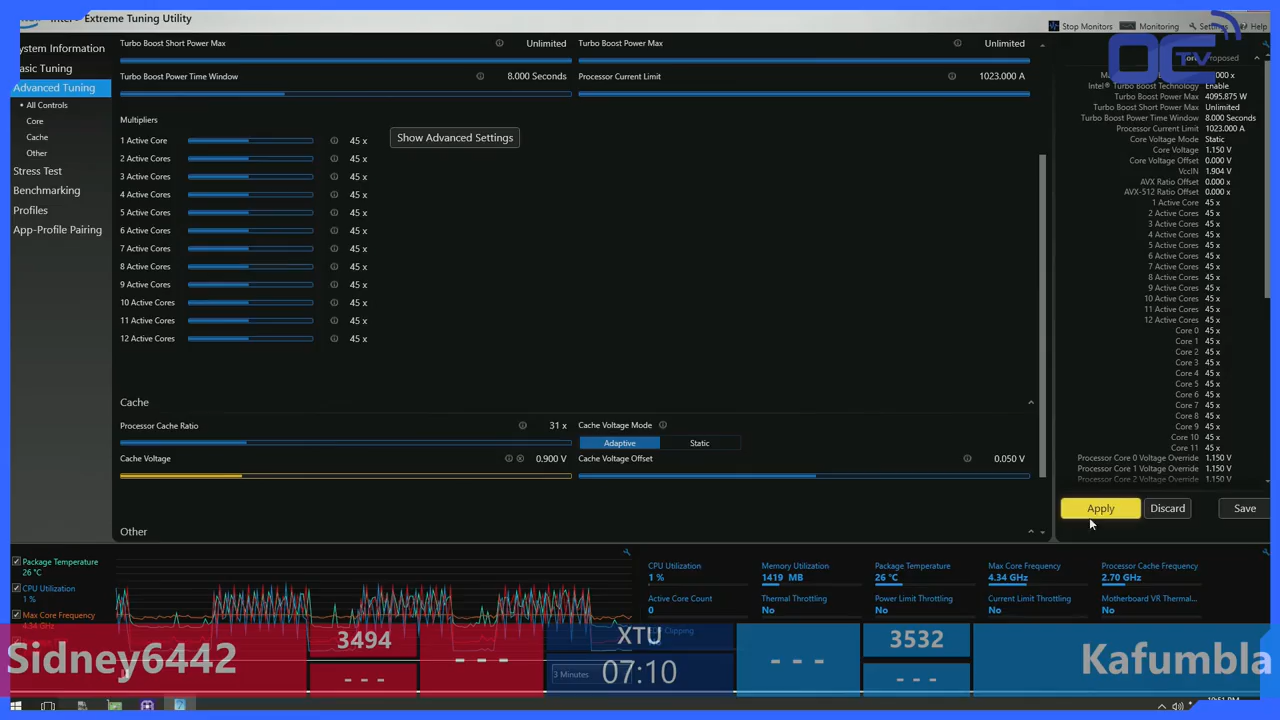 Extreme Tuning Utility
Stop Monitors
Monitoring
Settings
Help
OC
TV
ystem Information
asic Tuning
Advanced Tuning
All Controls
Core
Cache
Other
Stress Test
Benchmarking
Profiles
App-Profile Pairing
Turbo Boost Short Power Max Unlimited
Turbo Boost Power Max Unlimited
Turbo Boost Power Time Window 8.000 Seconds
Processor Current Limit 1023.000 A
Multipliers
Show Advanced Settings
1 Active Core 45 x
2 Active Cores 45 x
3 Active Cores 45 x
4 Active Cores 45 x
5 Active Cores 45 x
6 Active Cores 45 x
7 Active Cores 45 x
8 Active Cores 45 x
9 Active Cores 45 x
10 Active Cores 45 x
11 Active Cores 45 x
12 Active Cores 45 x
Cache
Processor Cache Ratio 31 x
Cache Voltage Mode
Adaptive Static
Cache Voltage 0.900 V
Cache Voltage Offset 0.050 V
Other
Proposed
Intel® Turbo Boost Technology Enable
Turbo Boost Power Max 4095.875 W
Turbo Boost Short Power Max Unlimited
Turbo Boost Power Time Window 8.000 Seconds
Processor Current Limit 1023.000 A
Core Voltage Mode Static
Core Voltage 1.150 V
Core Voltage Offset 0.000 V
VccIN 1.904 V
AVX Ratio Offset 0.000 x
AVX-512 Ratio Offset 0.000 x
1 Active Core 45 x
2 Active Cores 45 x
3 Active Cores 45 x
4 Active Cores 45 x
5 Active Cores 45 x
6 Active Cores 45 x
7 Active Cores 45 x
8 Active Cores 45 x
9 Active Cores 45 x
10 Active Cores 45 x
11 Active Cores 45 x
12 Active Cores 45 x
Core 0 45 x
Core 1 45 x
Core 2 45 x
Core 3 45 x
Core 4 45 x
Core 5 45 x
Core 6 45 x
Core 7 45 x
Core 8 45 x
Core 9 45 x
Core 10 45 x
Core 11 45 x
Processor Core 0 Voltage Override 1.150 V
Processor Core 1 Voltage Override 1.150 V
Processor Core 2 Voltage Override 1.150 V
Apply Discard Save
Package Temperature
26 °C
CPU Utilization
1 %
Max Core Frequency
4.34 GHz
CPU Utilization
1 %
Memory Utilization
1419 MB
Package Temperature
26 °C
Max Core Frequency
4.34 GHz
Processor Cache Frequency
2.70 GHz
Active Core Count
0
Thermal Throttling
No
Power Limit Throttling
No
Current Limit Throttling
No
Motherboard VR Thermal...
No
3 Minutes
Sidney6442
3494
- - -
- - -
XTU
07:10
- - -
3532
- - -
Kafumbla